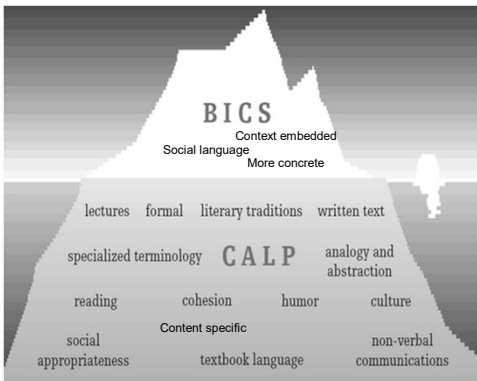 BICS
Context embedded
Social language
More concrete
lectures formal literary traditions written text
specialized terminology CALP analogy and
abstraction
reading cohesion humor culture
Content specific
social non-verbal
appropriateness textbook language communications